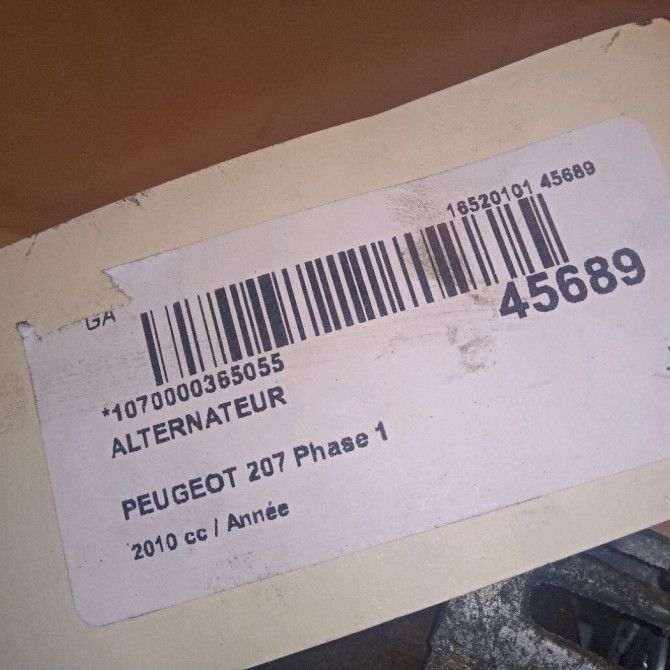 16520101 45689
GA
45689
*1070000365055
ALTERNATEUR
PEUGEOT 207 Phase 1
2010 cc / Année